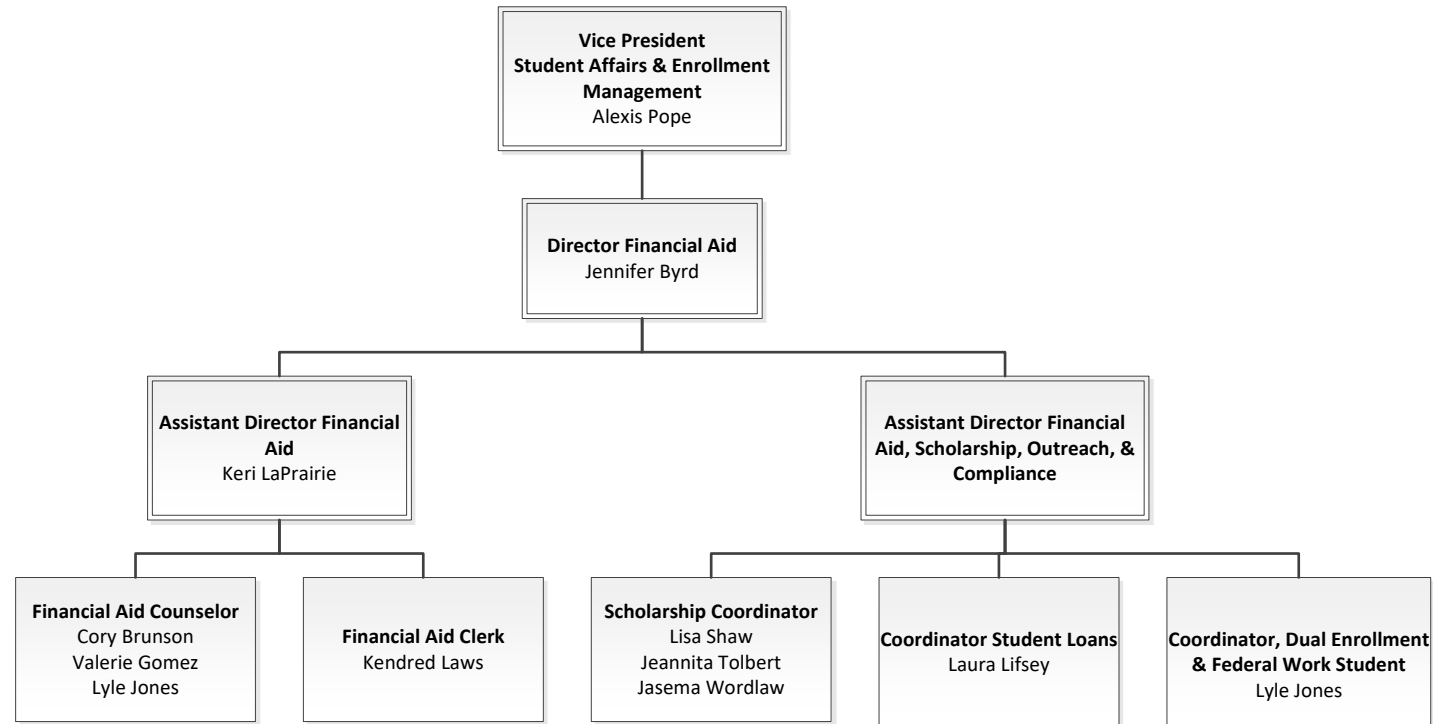 Vice President
Student Affairs & Enrollment
Management
Alexis Pope
Director Financial Aid
Jennifer Byrd
Assistant Director Financial
Aid
Keri LaPrairie
Assistant Director Financial
Aid, Scholarship, Outreach, &
Compliance
Financial Aid Counselor
Cory Brunson
Valerie Gomez
Lyle Jones
Financial Aid Clerk
Kendred Laws
Scholarship Coordinator
Lisa Shaw
Jeannita Tolbert
Jasema Wordlaw
Coordinator Student Loans
Laura Lifsey
Coordinator, Dual Enrollment
& Federal Work Student
Lyle Jones